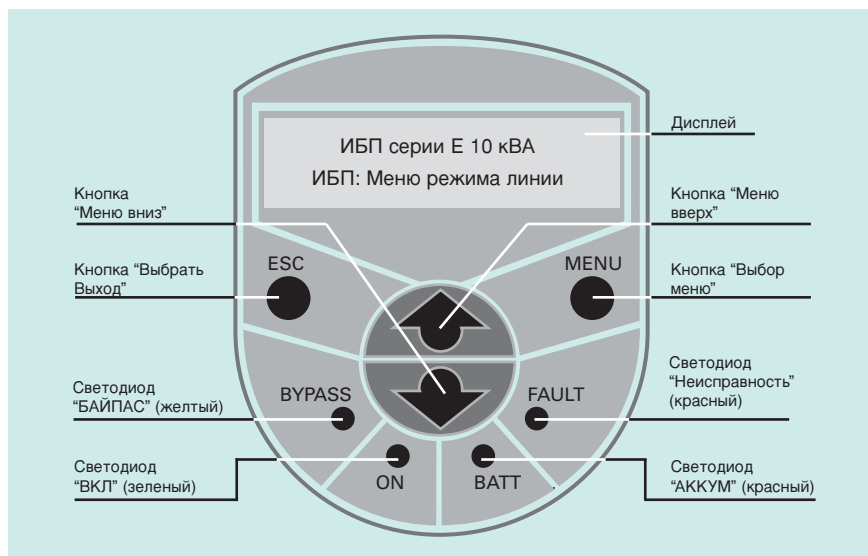 ИБП серии Е 10 кВА
ИБП: Меню режима линии
Дисплей
Кнопка
“Меню вниз”
Кнопка “Меню
вверх”
Кнопка “Выбрать
Выход”
ESC
MENU
Кнопка “Выбор
меню”
Светодиод
“БАЙПАС” (желтый)
BYPASS
FAULT
Светодиод
“Неисправность”
(красный)
Светодиод
“ВКЛ” (зеленый)
ON
BATT
Светодиод
“АККУМ” (красный)